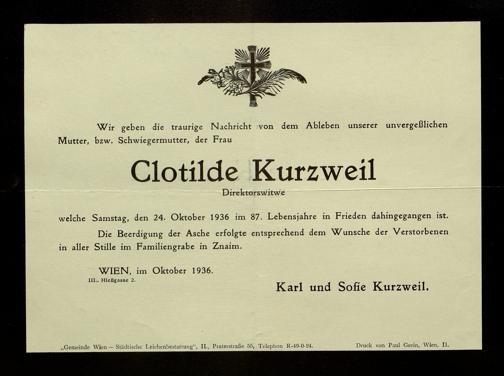 Wir geben die traurige Nachricht von dem Ableben unserer unvergeßlichen
Mutter, bzw. Schwiegermutter, der Frau
Clotilde Kurzweil
Direktorswitwe
welche Samstag, den 24. Oktober 1936 im 87. Lebensjahre in Frieden dahingegangen ist.
Die Beerdigung der Asche erfolgte entsprechend dem Wunsche der Verstorbenen
in aller Stille im Familiengrabe in Znaim.
WIEN, im Oktober 1936.
III., Hießgasse 2.
Karl und Sofie Kurzweil.
„Gemeinde Wien — Städtische Leichenbestattung", II., Praterstraße 55, Telephon R-49-0-24.
Druck von Paul Gerin, Wien, II.